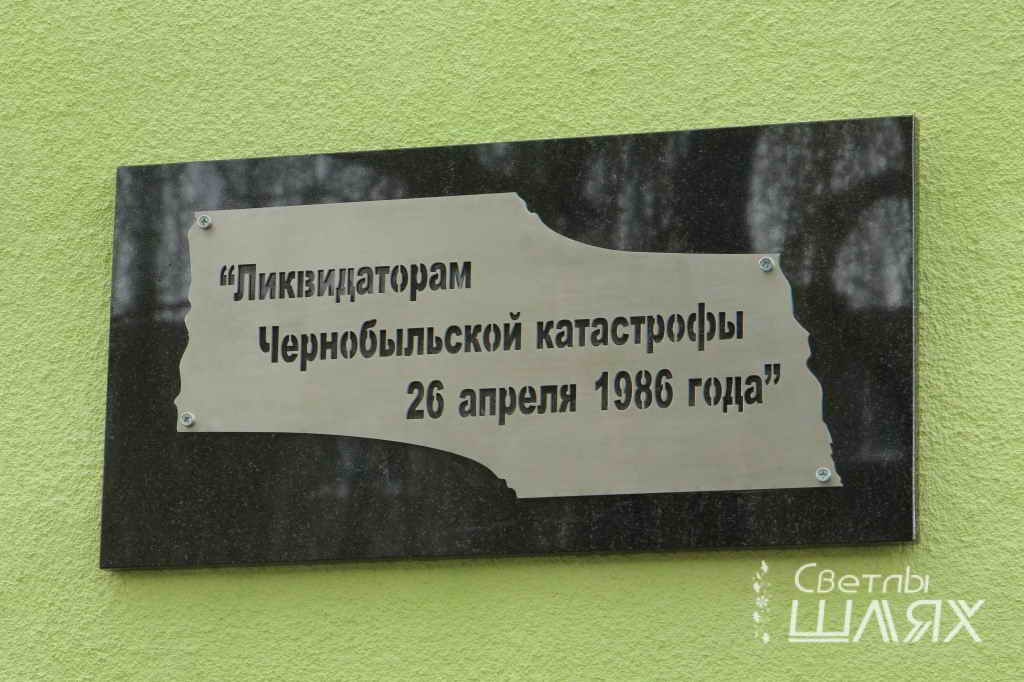 “Ликвидаторам
Чернобыльской катастрофы
26 апреля 1986 года”
Светлы
шлях